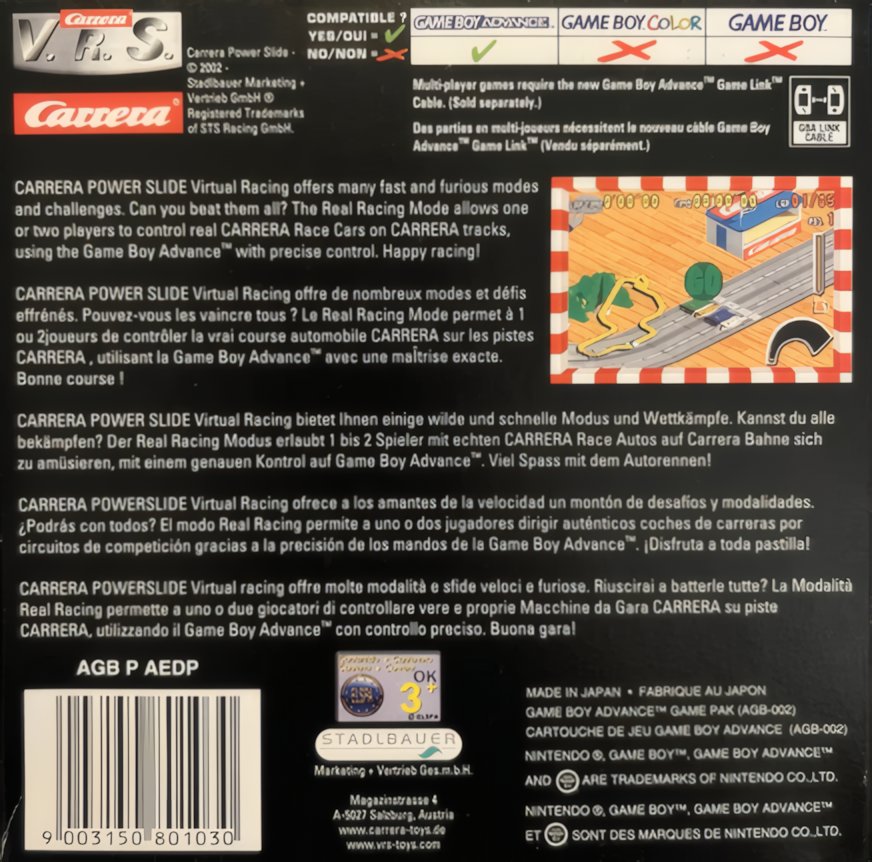 Carrera
V.R.S.
Carrera®
Carrera Power Slide ·
© 2002 ·
Stadlbauer Marketing +
Vertrieb GmbH ®
Registered Trademarks
of STS Racing GmbH.
COMPATIBLE ?
YES/OUI = ✓
NO/NON = ✗
GAME BOY ADVANCE
GAME BOY COLOR
GAME BOY
Multi-player games require the new Game Boy Advance™ Game Link™
Cable. (Sold separately.)
Des parties en multi-joueurs nécessitent le nouveau câble Game Boy
Advance™ Game Link™ (Vendu séparément.)
GBA LINK
CABLE
CARRERA POWER SLIDE Virtual Racing offers many fast and furious modes
and challenges. Can you beat them all? The Real Racing Mode allows one
or two players to control real CARRERA Race Cars on CARRERA tracks,
using the Game Boy Advance™ with precise control. Happy racing!
GO
CARRERA POWER SLIDE Virtual Racing offre de nombreux modes et défis
effrénés. Pouvez-vous les vaincre tous ? Le Real Racing Mode permet à 1
ou 2joueurs de contrôler la vrai course automobile CARRERA sur les pistes
CARRERA , utilisant la Game Boy Advance™ avec une maîtrise exacte.
Bonne course !
CARRERA POWER SLIDE Virtual Racing bietet Ihnen einige wilde und schnelle Modus und Wettkämpfe. Kannst du alle
bekämpfen? Der Real Racing Modus erlaubt 1 bis 2 Spieler mit echten CARRERA Race Autos auf Carrera Bahne sich
zu amüsieren, mit einem genauen Kontrol auf Game Boy Advance™. Viel Spass mit dem Autorennen!
CARRERA POWERSLIDE Virtual Racing ofrece a los amantes de la velocidad un montón de desafíos y modalidades.
¿Podrás con todos? El modo Real Racing permite a uno o dos jugadores dirigir auténticos coches de carreras por
circuitos de competición gracias a la precisión de los mandos de la Game Boy Advance™. ¡Disfruta a toda pastilla!
CARRERA POWERSLIDE Virtual racing offre molte modalità e sfide veloci e furiose. Riuscirai a batterle tutte? La Modalità
Real Racing permette a uno o due giocatori di controllare vere e proprie Macchine da Gara CARRERA su piste
CARRERA, utilizzando il Game Boy Advance™ con controllo preciso. Buona gara!
AGB P AEDP
9 003150 801030
ELSPA
OK
3+
© ELSPA
STADLBAUER
Marketing + Vertrieb Ges.m.b.H.
Magazinstrasse 4
A-5027 Salzburg, Austria
www.carrera-toys.de
www.vrs-toys.com
MADE IN JAPAN • FABRIQUE AU JAPON
GAME BOY ADVANCE™ GAME PAK (AGB-002)
CARTOUCHE DE JEU GAME BOY ADVANCE (AGB-002)
NINTENDO ®, GAME BOY™, GAME BOY ADVANCE™
AND ARE TRADEMARKS OF NINTENDO CO.,LTD.
NINTENDO ®, GAME BOY™, GAME BOY ADVANCE™
ET SONT DES MARQUES DE NINTENDO CO.,LTD.